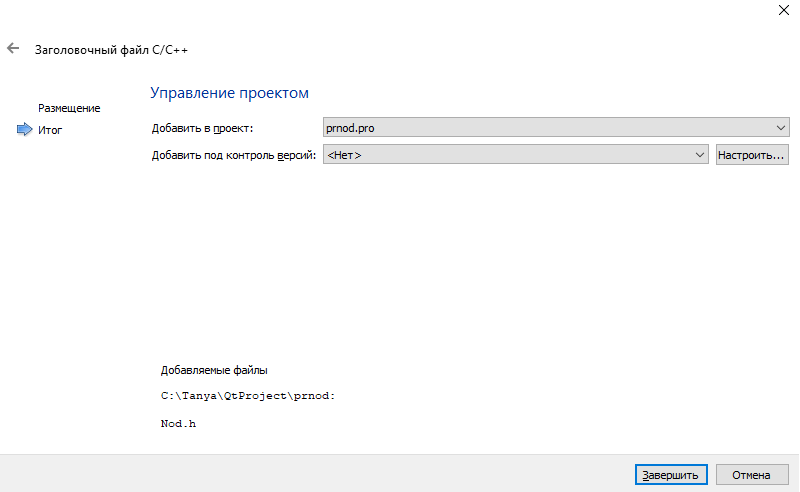 Заголовочный файл C/C++
Управление проектом
Размещение
Итог
Добавить в проект:
prnod.pro
Добавить под контроль версий:
<Нет>
Настроить...
Добавляемые файлы
C:\Tanya\QtProject\prnod:
Nod.h
Завершить
Отмена